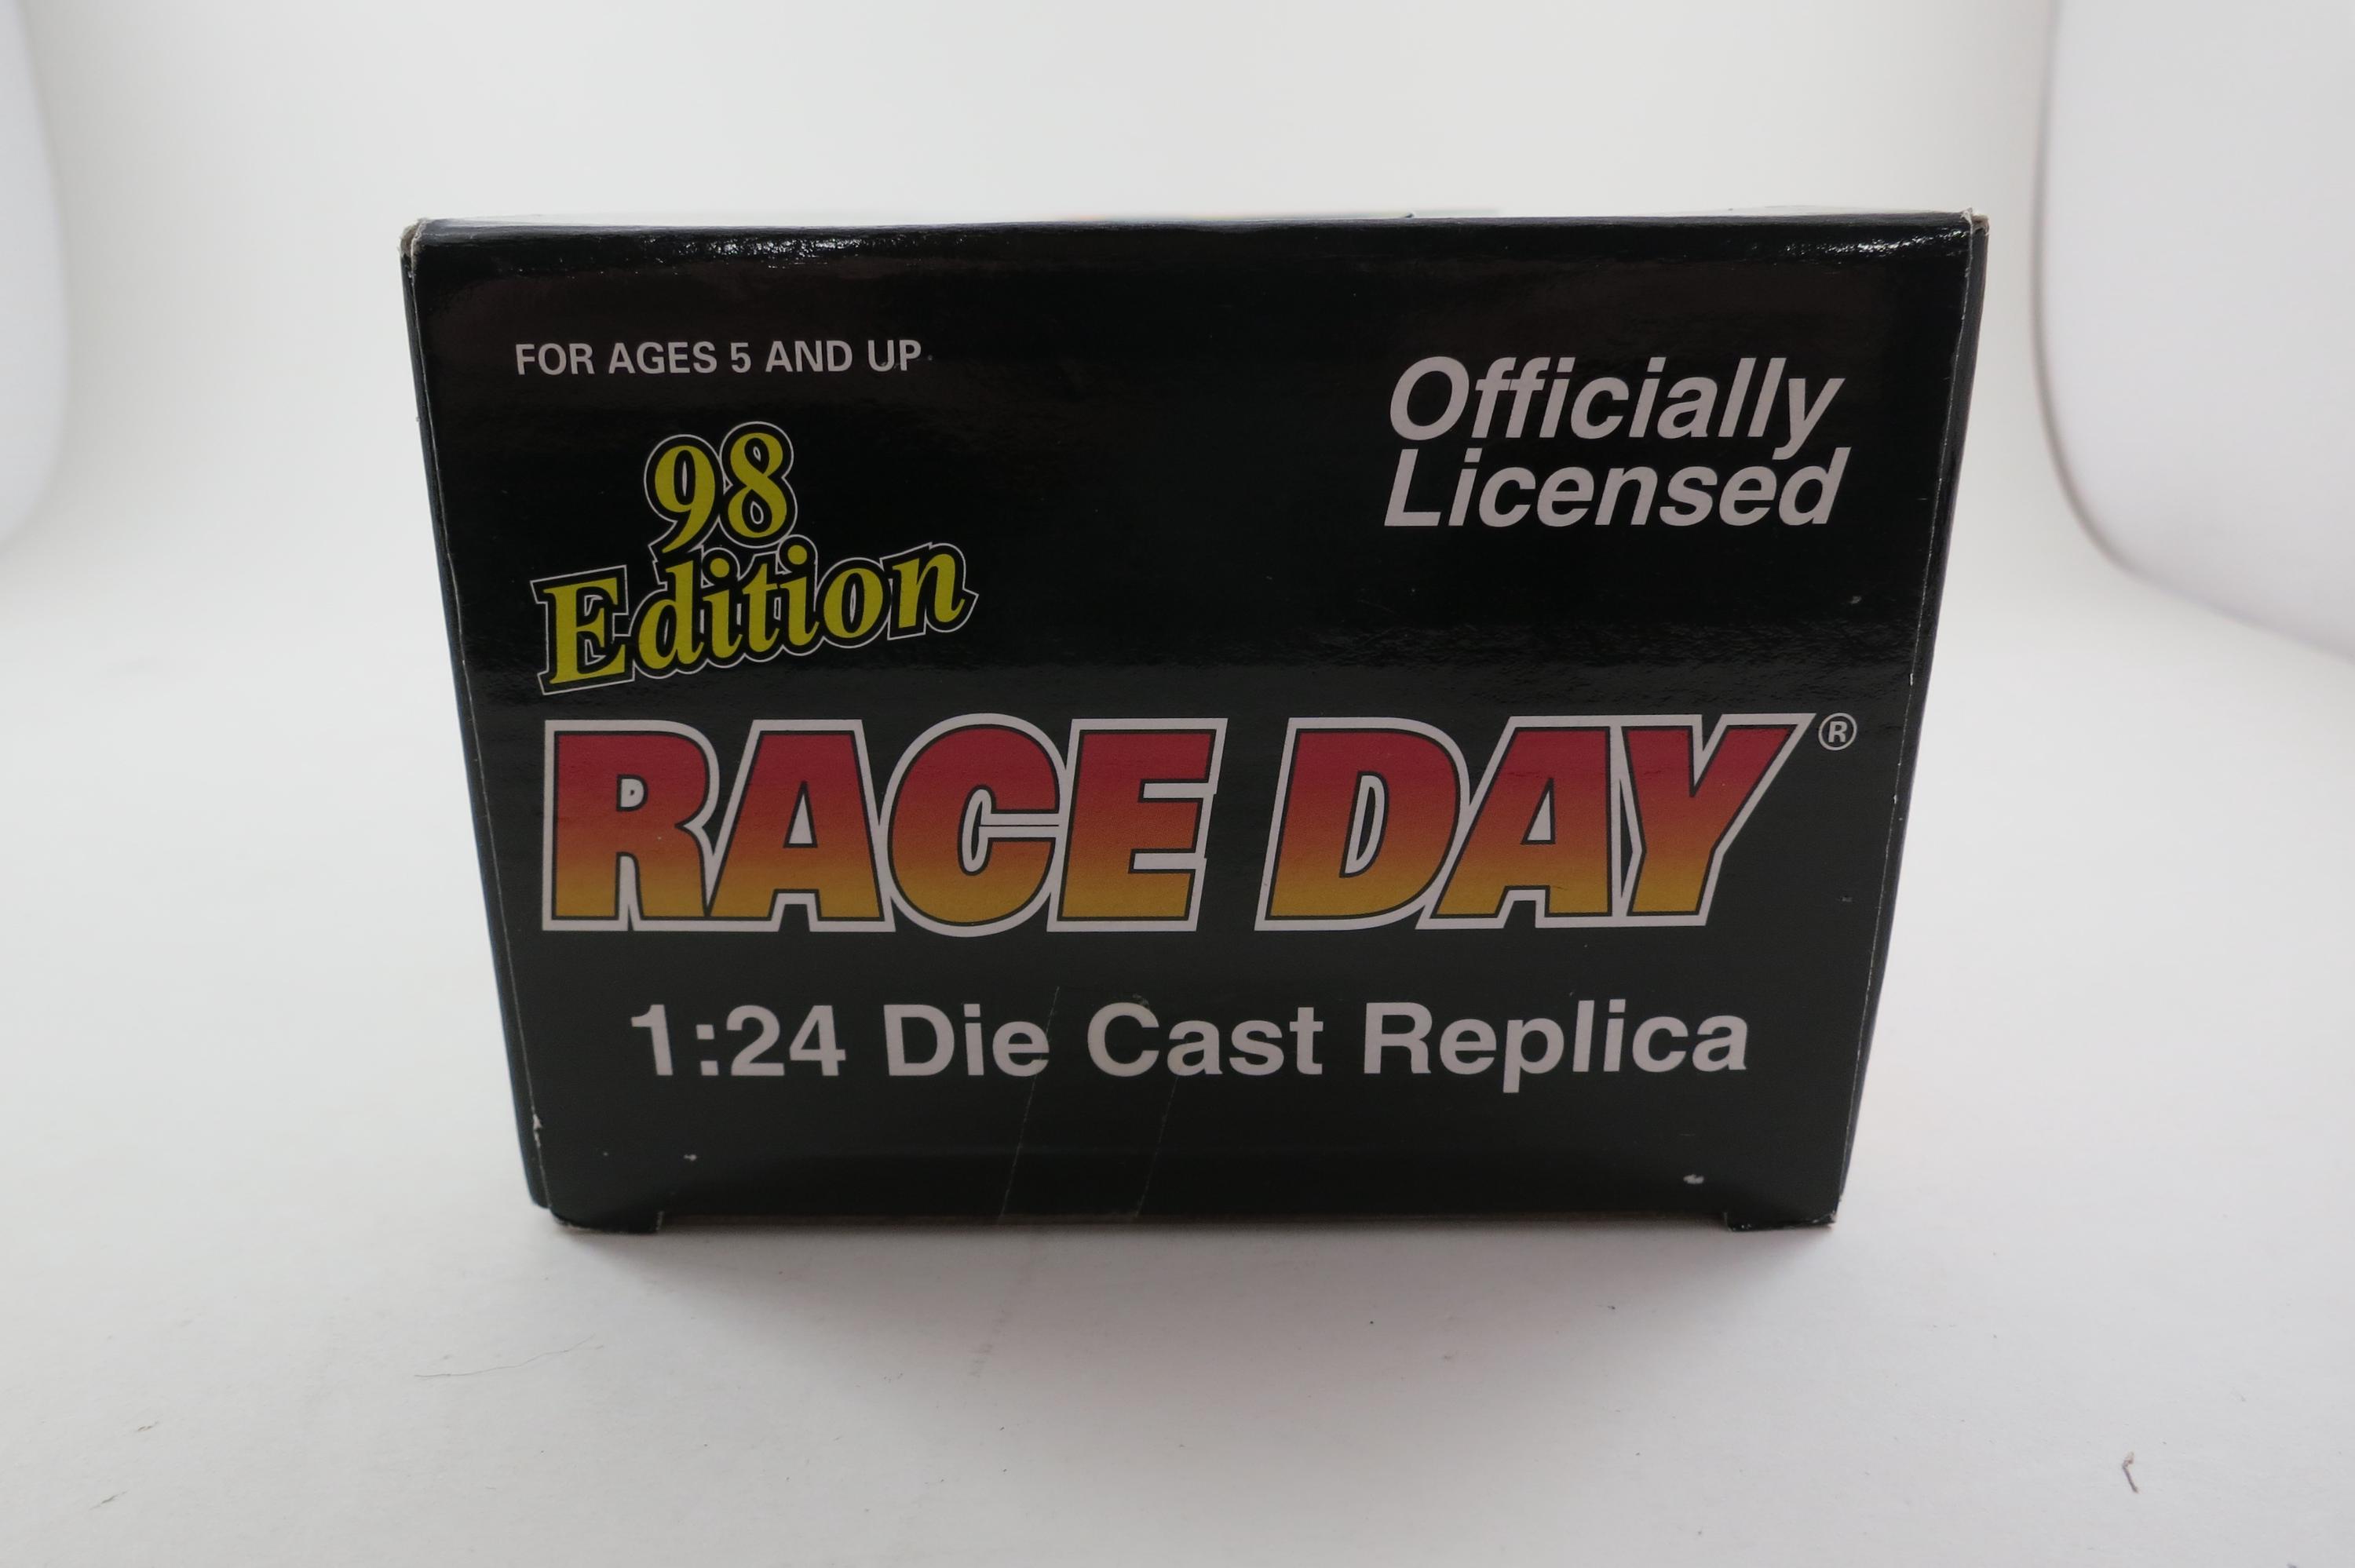 FOR AGES 5 AND UP
Officially
Licensed
98
Edition
RACE DAY®
1:24 Die Cast Replica